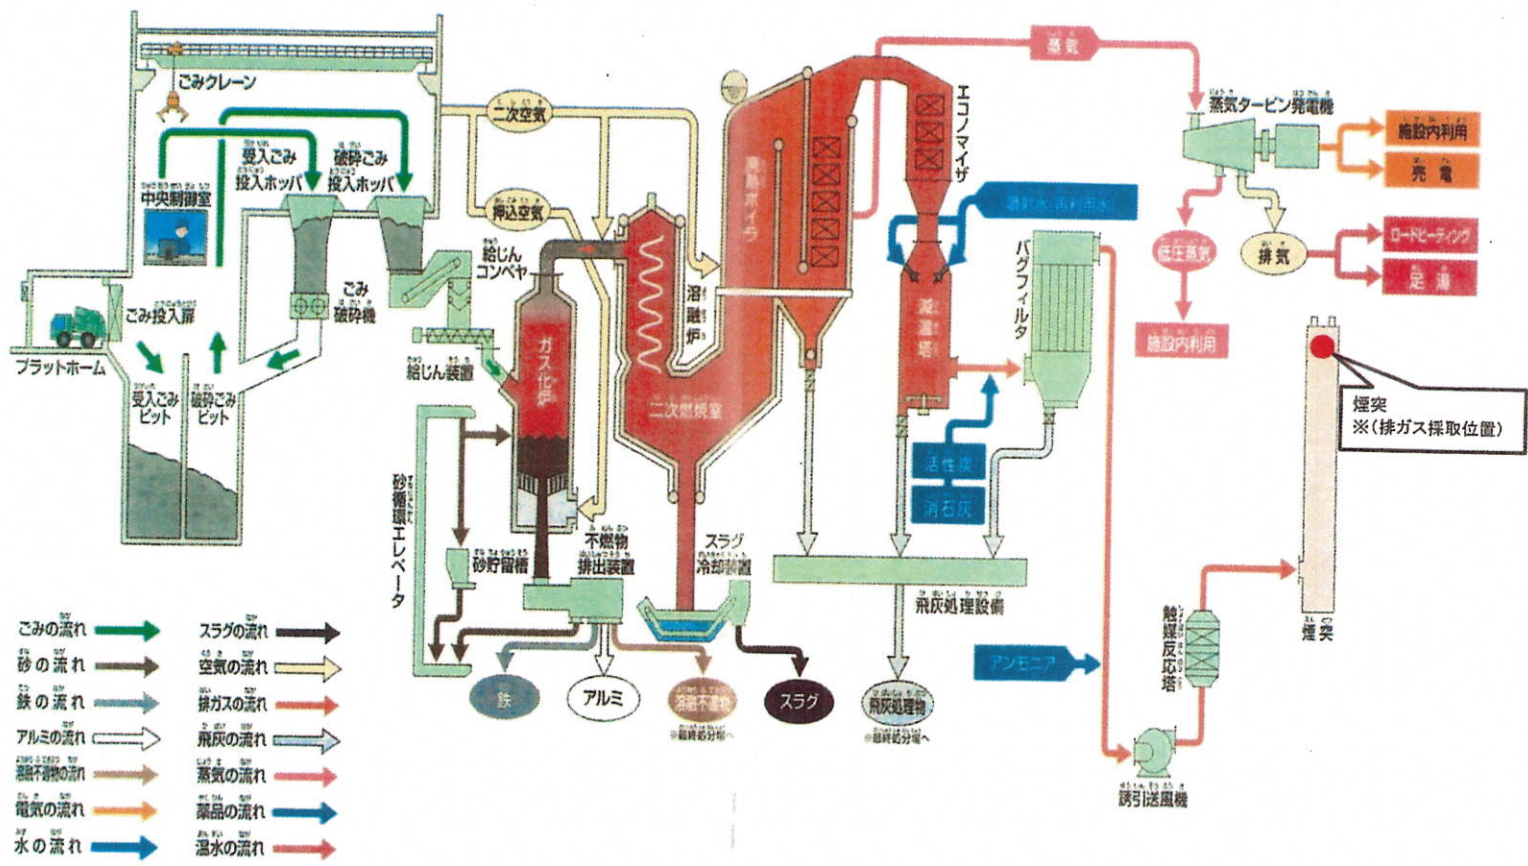 ごみクレーン
二次空気
蒸気
エコノマイザ
蒸気タービン発電機
施設内利用
売電
受入ごみ
投入ホッパ
破砕ごみ
投入ホッパ
中央制御室
押込空気
給じん
コンベヤ
バグフィルタ
低圧蒸気
排気
ロードヒーティング
足湯
ごみ
破砕機
溶融炉
減温塔
ごみ投入扉
プラットホーム
ガス化炉
給じん装置
施設内利用
受入ごみ
ピット
破砕ごみ
ピット
二次燃焼室
煙突
※(排ガス採取位置)
活性炭
消石灰
砂循環エレベータ
砂貯留槽
不燃物
排出装置
スラグ
冷却装置
飛灰処理設備
触媒反応塔
煙突
アンモニア
鉄
アルミ
溶融不適物
※最終処分場へ
スラグ
飛灰処理物
※最終処分場へ
誘引送風機
ごみの流れ
スラグの流れ
砂の流れ
空気の流れ
鉄の流れ
排ガスの流れ
アルミの流れ
飛灰の流れ
溶融不適物の流れ
蒸気の流れ
電気の流れ
薬品の流れ
水の流れ
温水の流れ